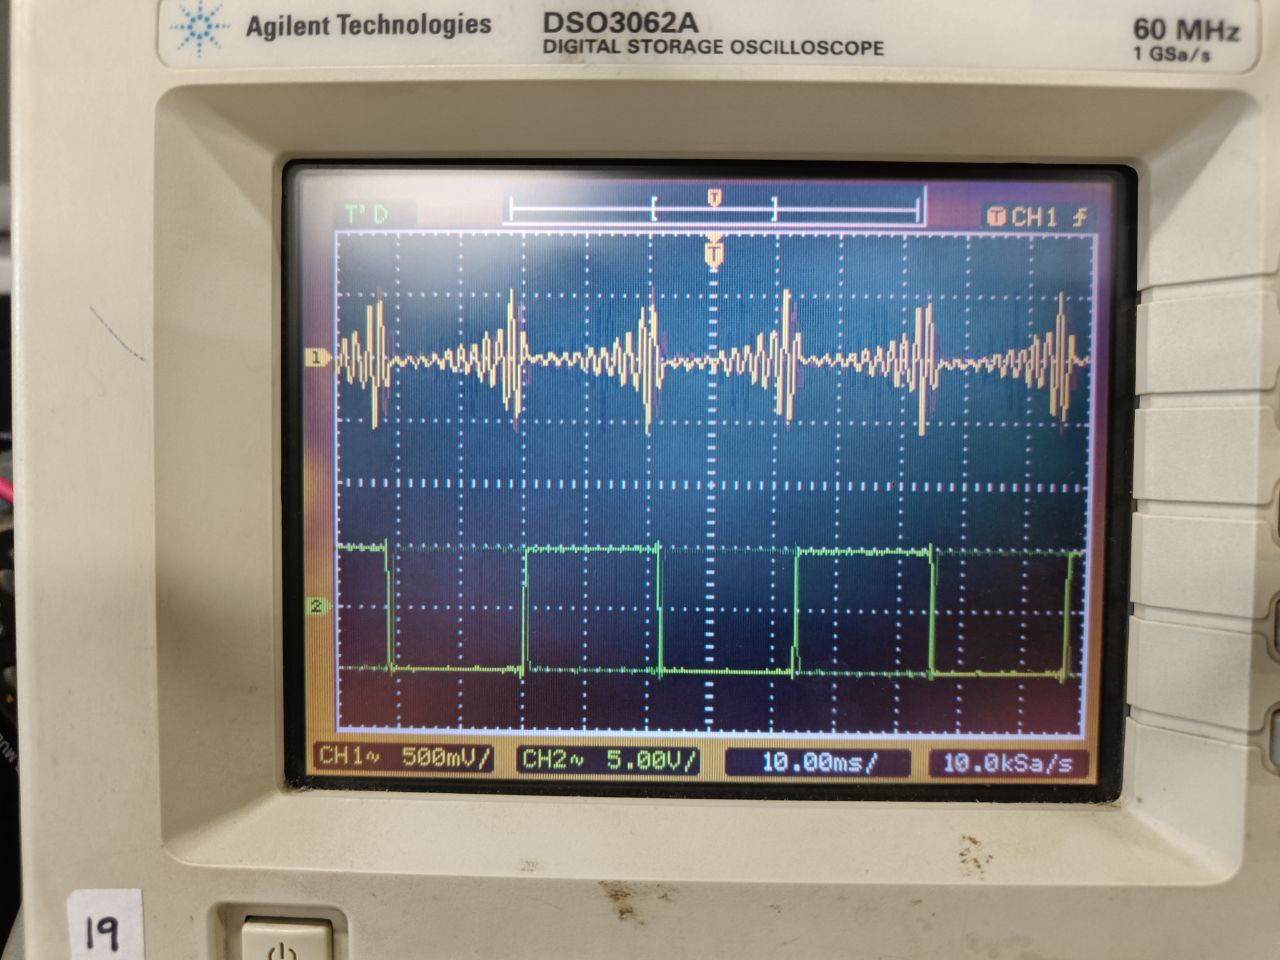 Agilent Technologies
DSO3062A
DIGITAL STORAGE OSCILLOSCOPE
60 MHz
1 GSa/s
T'D
T
T CH1
T
1
2
CH1~ 500mV/
CH2~ 5.00V/
10.00ms/
10.0kSa/s
19